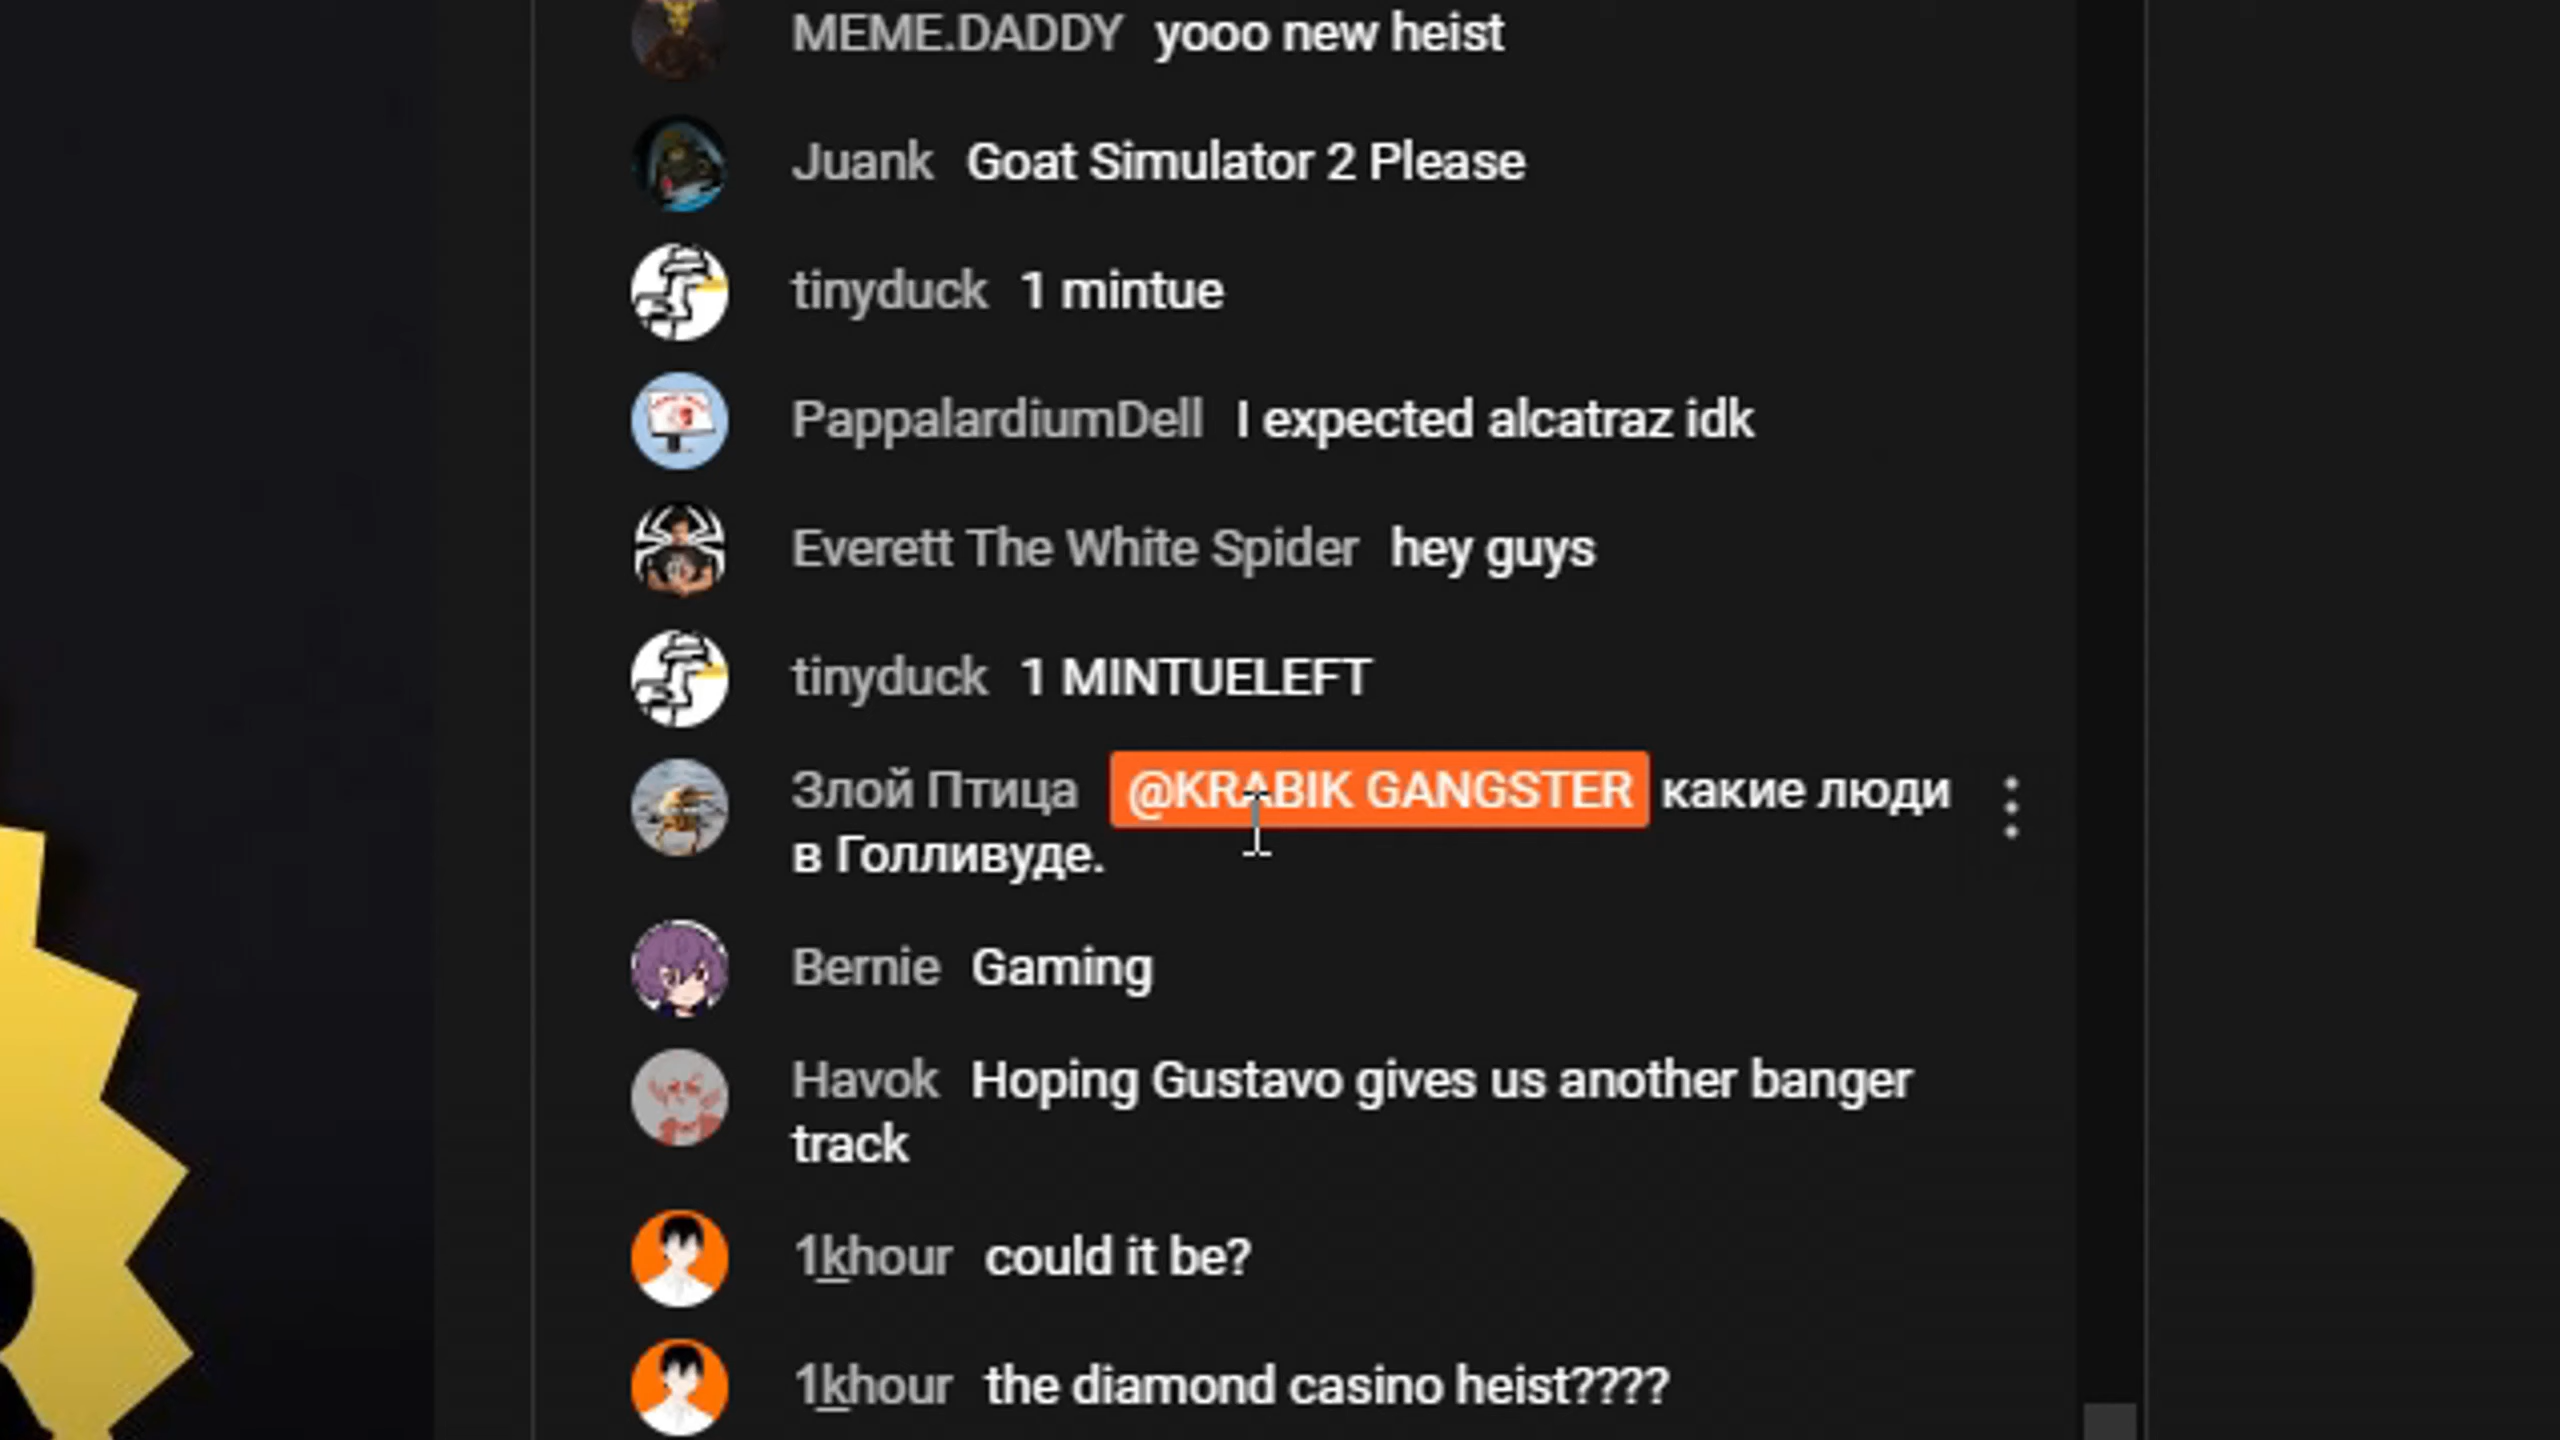 MEME.DADDY yooo new heist
Juank Goat Simulator 2 Please
tinyduck 1 mintue
PappalardiumDell I expected alcatraz idk
Everett The White Spider hey guys
tinyduck 1 MINTUELEFT
Злой Птица @KRABIK GANGSTER какие люди
в Голливуде.
Bernie Gaming
Havok Hoping Gustavo gives us another banger
track
1khour could it be?
1khour the diamond casino heist????